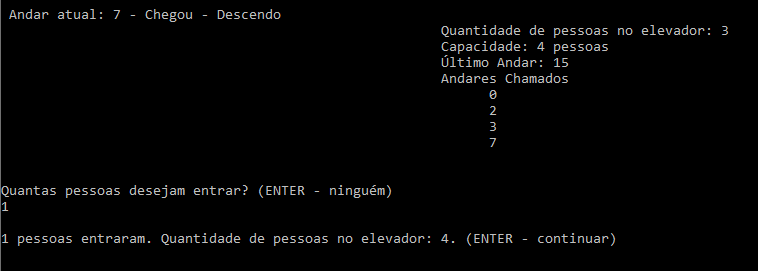 Andar atual: 7 - Chegou - Descendo
Quantidade de pessoas no elevador: 3
Capacidade: 4 pessoas
Último Andar: 15
Andares Chamados
0
2
3
7
Quantas pessoas desejam entrar? (ENTER - ninguém)
1
1 pessoas entraram. Quantidade de pessoas no elevador: 4. (ENTER - continuar)